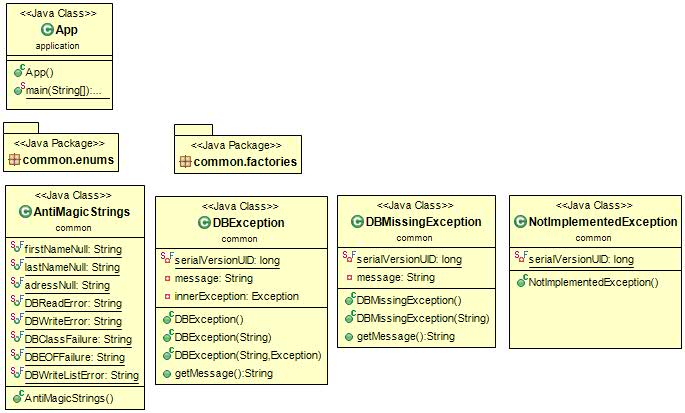 <<Java Class>>
App
application
App()
main(String[]):...
<<Java Package>>
common.enums
<<Java Package>>
common.factories
<<Java Class>>
AntiMagicStrings
common
firstNameNull: String
lastNameNull: String
adressNull: String
DBReadError: String
DBWriteError: String
DBClassFailure: String
DBEOFFailure: String
DBWriteListError: String
AntiMagicStrings()
<<Java Class>>
DBException
common
serialVersionUID: long
message: String
innerException: Exception
DBException()
DBException(String)
DBException(String,Exception)
getMessage():String
<<Java Class>>
DBMissingException
common
serialVersionUID: long
message: String
DBMissingException()
DBMissingException(String)
getMessage():String
<<Java Class>>
NotImplementedException
common
serialVersionUID: long
NotImplementedException()